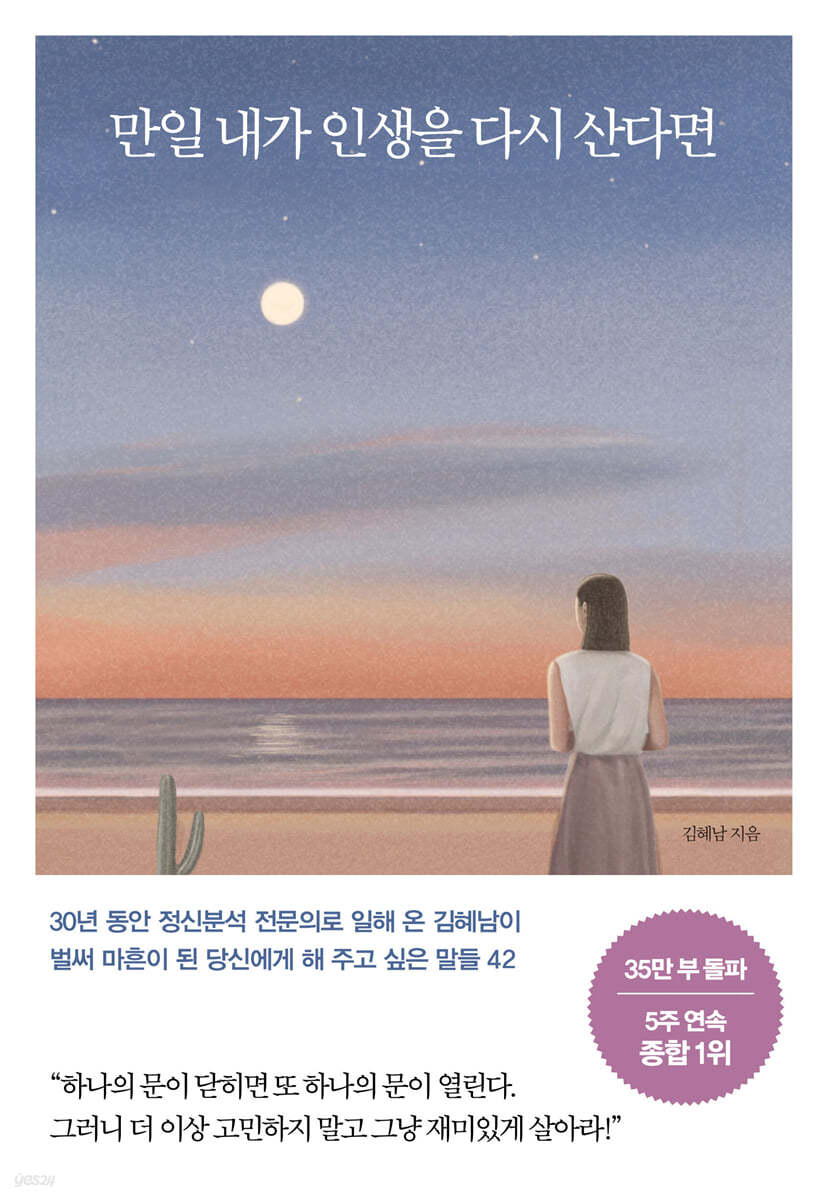 만일 내가 인생을 다시 산다면
김혜남 지음
30년 동안 정신분석 전문의로 일해 온 김혜남이
벌써 마흔이 된 당신에게 해 주고 싶은 말들 42
35만 부 돌파
5주 연속
종합 1위
“하나의 문이 닫히면 또 하나의 문이 열린다.
그러니 더 이상 고민하지 말고 그냥 재미있게 살아라!”
yes24